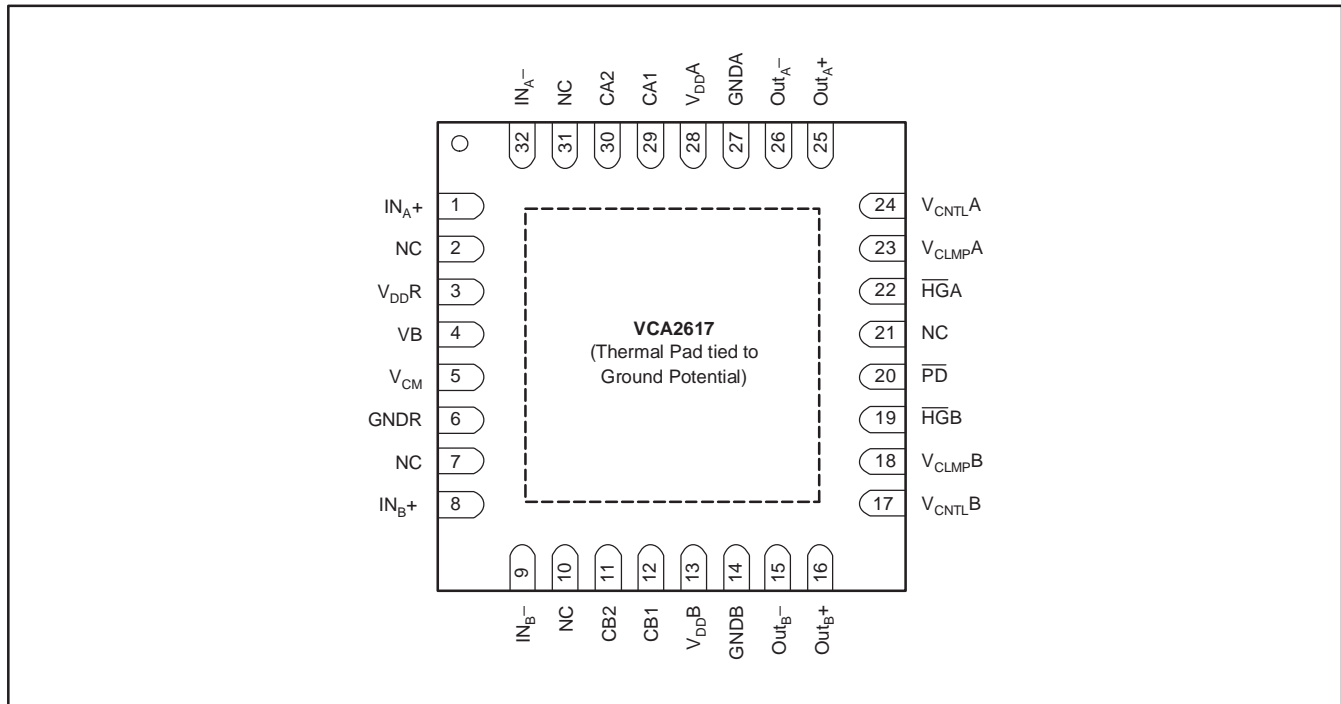 IN_A−
NC
CA2
CA1
V_DDA
GNDA
Out_A−
Out_A+
32
31
30
29
28
27
26
25
IN_A+ 1
NC 2
V_DDR 3
VB 4
V_CM 5
GNDR 6
NC 7
IN_B+ 8
VCA2617
(Thermal Pad tied to
Ground Potential)
24 V_CNTLA
23 V_CLMPA
22 H̅G̅A
21 NC
20 P̅D̅
19 H̅G̅B
18 V_CLMPB
17 V_CNTLB
9
10
11
12
13
14
15
16
IN_B−
NC
CB2
CB1
V_DDB
GNDB
Out_B−
Out_B+